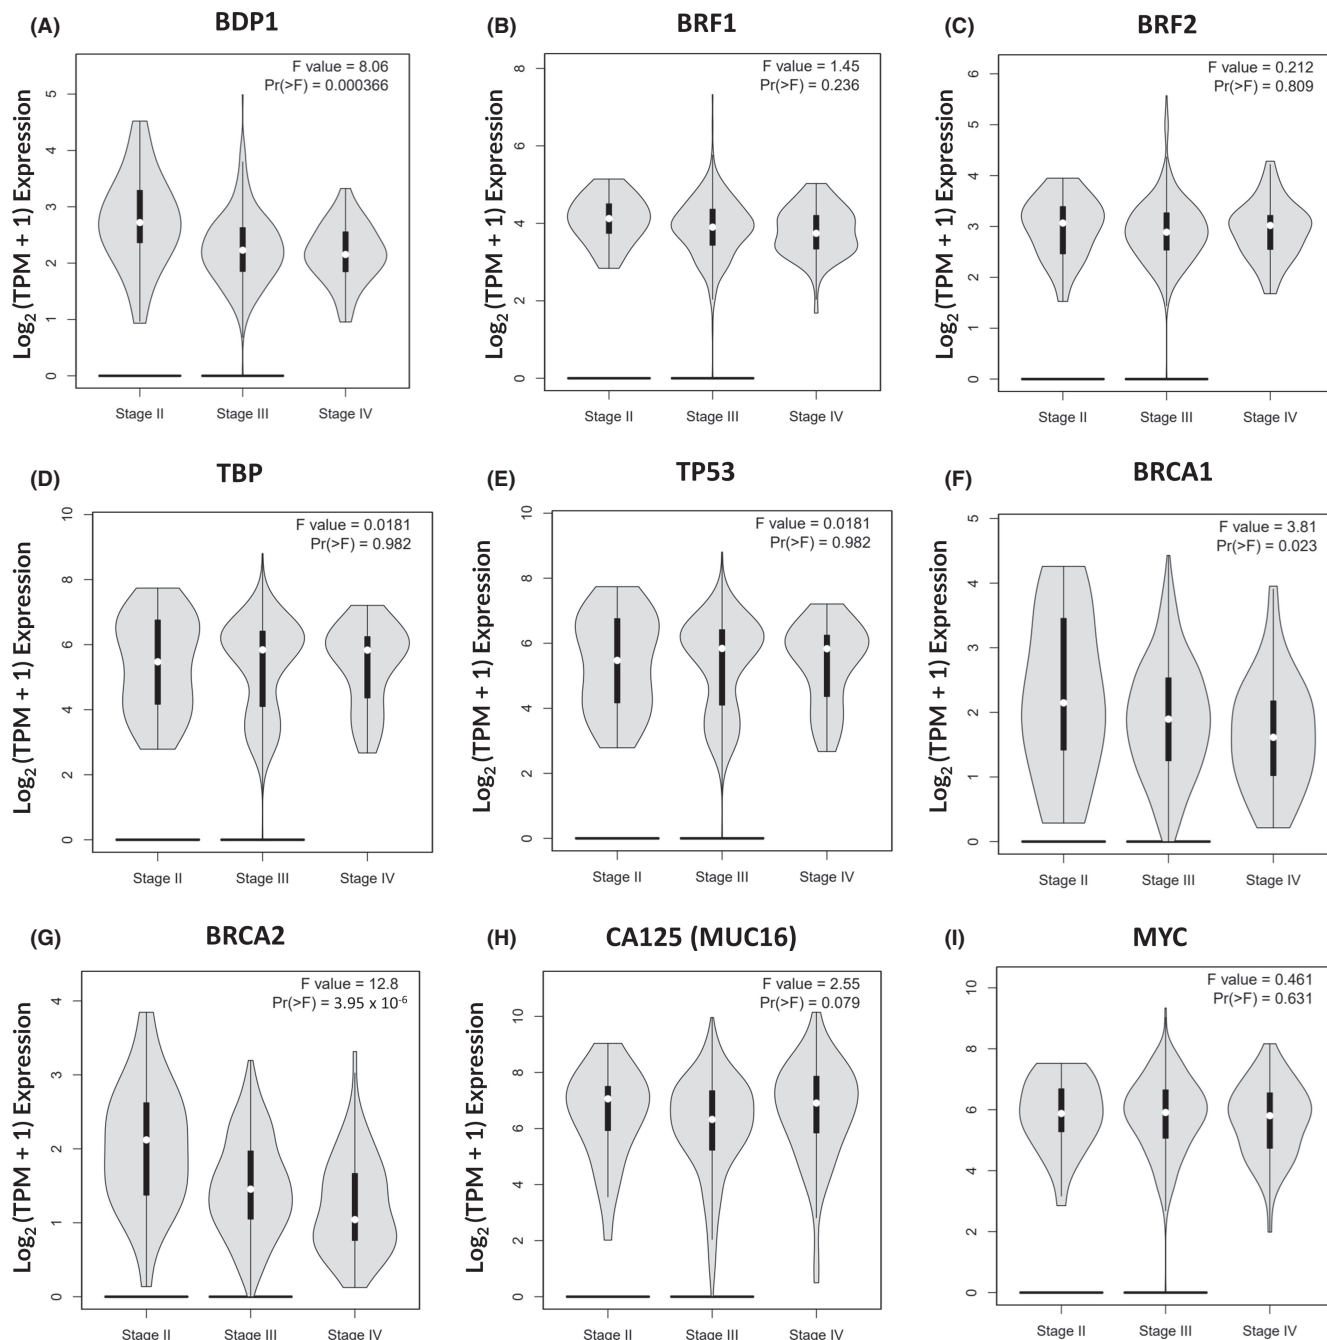 (A) BDP1
F value = 8.06
Pr(>F) = 0.000366
Log2 (TPM + 1) Expression
5
4
3
2
1
0
Stage II Stage III Stage IV
(B) BRF1
F value = 1.45
Pr(>F) = 0.236
Log2 (TPM + 1) Expression
8
6
4
2
0
Stage II Stage III Stage IV
(C) BRF2
F value = 0.212
Pr(>F) = 0.809
Log2 (TPM + 1) Expression
6
5
4
3
2
1
0
Stage II Stage III Stage IV
(D) TBP
F value = 0.0181
Pr(>F) = 0.982
Log2 (TPM + 1) Expression
10
8
6
4
2
0
Stage II Stage III Stage IV
(E) TP53
F value = 0.0181
Pr(>F) = 0.982
Log2 (TPM + 1) Expression
10
8
6
4
2
0
Stage II Stage III Stage IV
(F) BRCA1
F value = 3.81
Pr(>F) = 0.023
Log2 (TPM + 1) Expression
5
4
3
2
1
0
Stage II Stage III Stage IV
(G) BRCA2
F value = 12.8
Pr(>F) = 3.95 x 10-6
Log2 (TPM + 1) Expression
4
3
2
1
0
Stage II Stage III Stage IV
(H) CA125 (MUC16)
F value = 2.55
Pr(>F) = 0.079
Log2 (TPM + 1) Expression
10
8
6
4
2
0
Stage II Stage III Stage IV
(I) MYC
F value = 0.461
Pr(>F) = 0.631
Log2 (TPM + 1) Expression
10
8
6
4
2
0
Stage II Stage III Stage IV